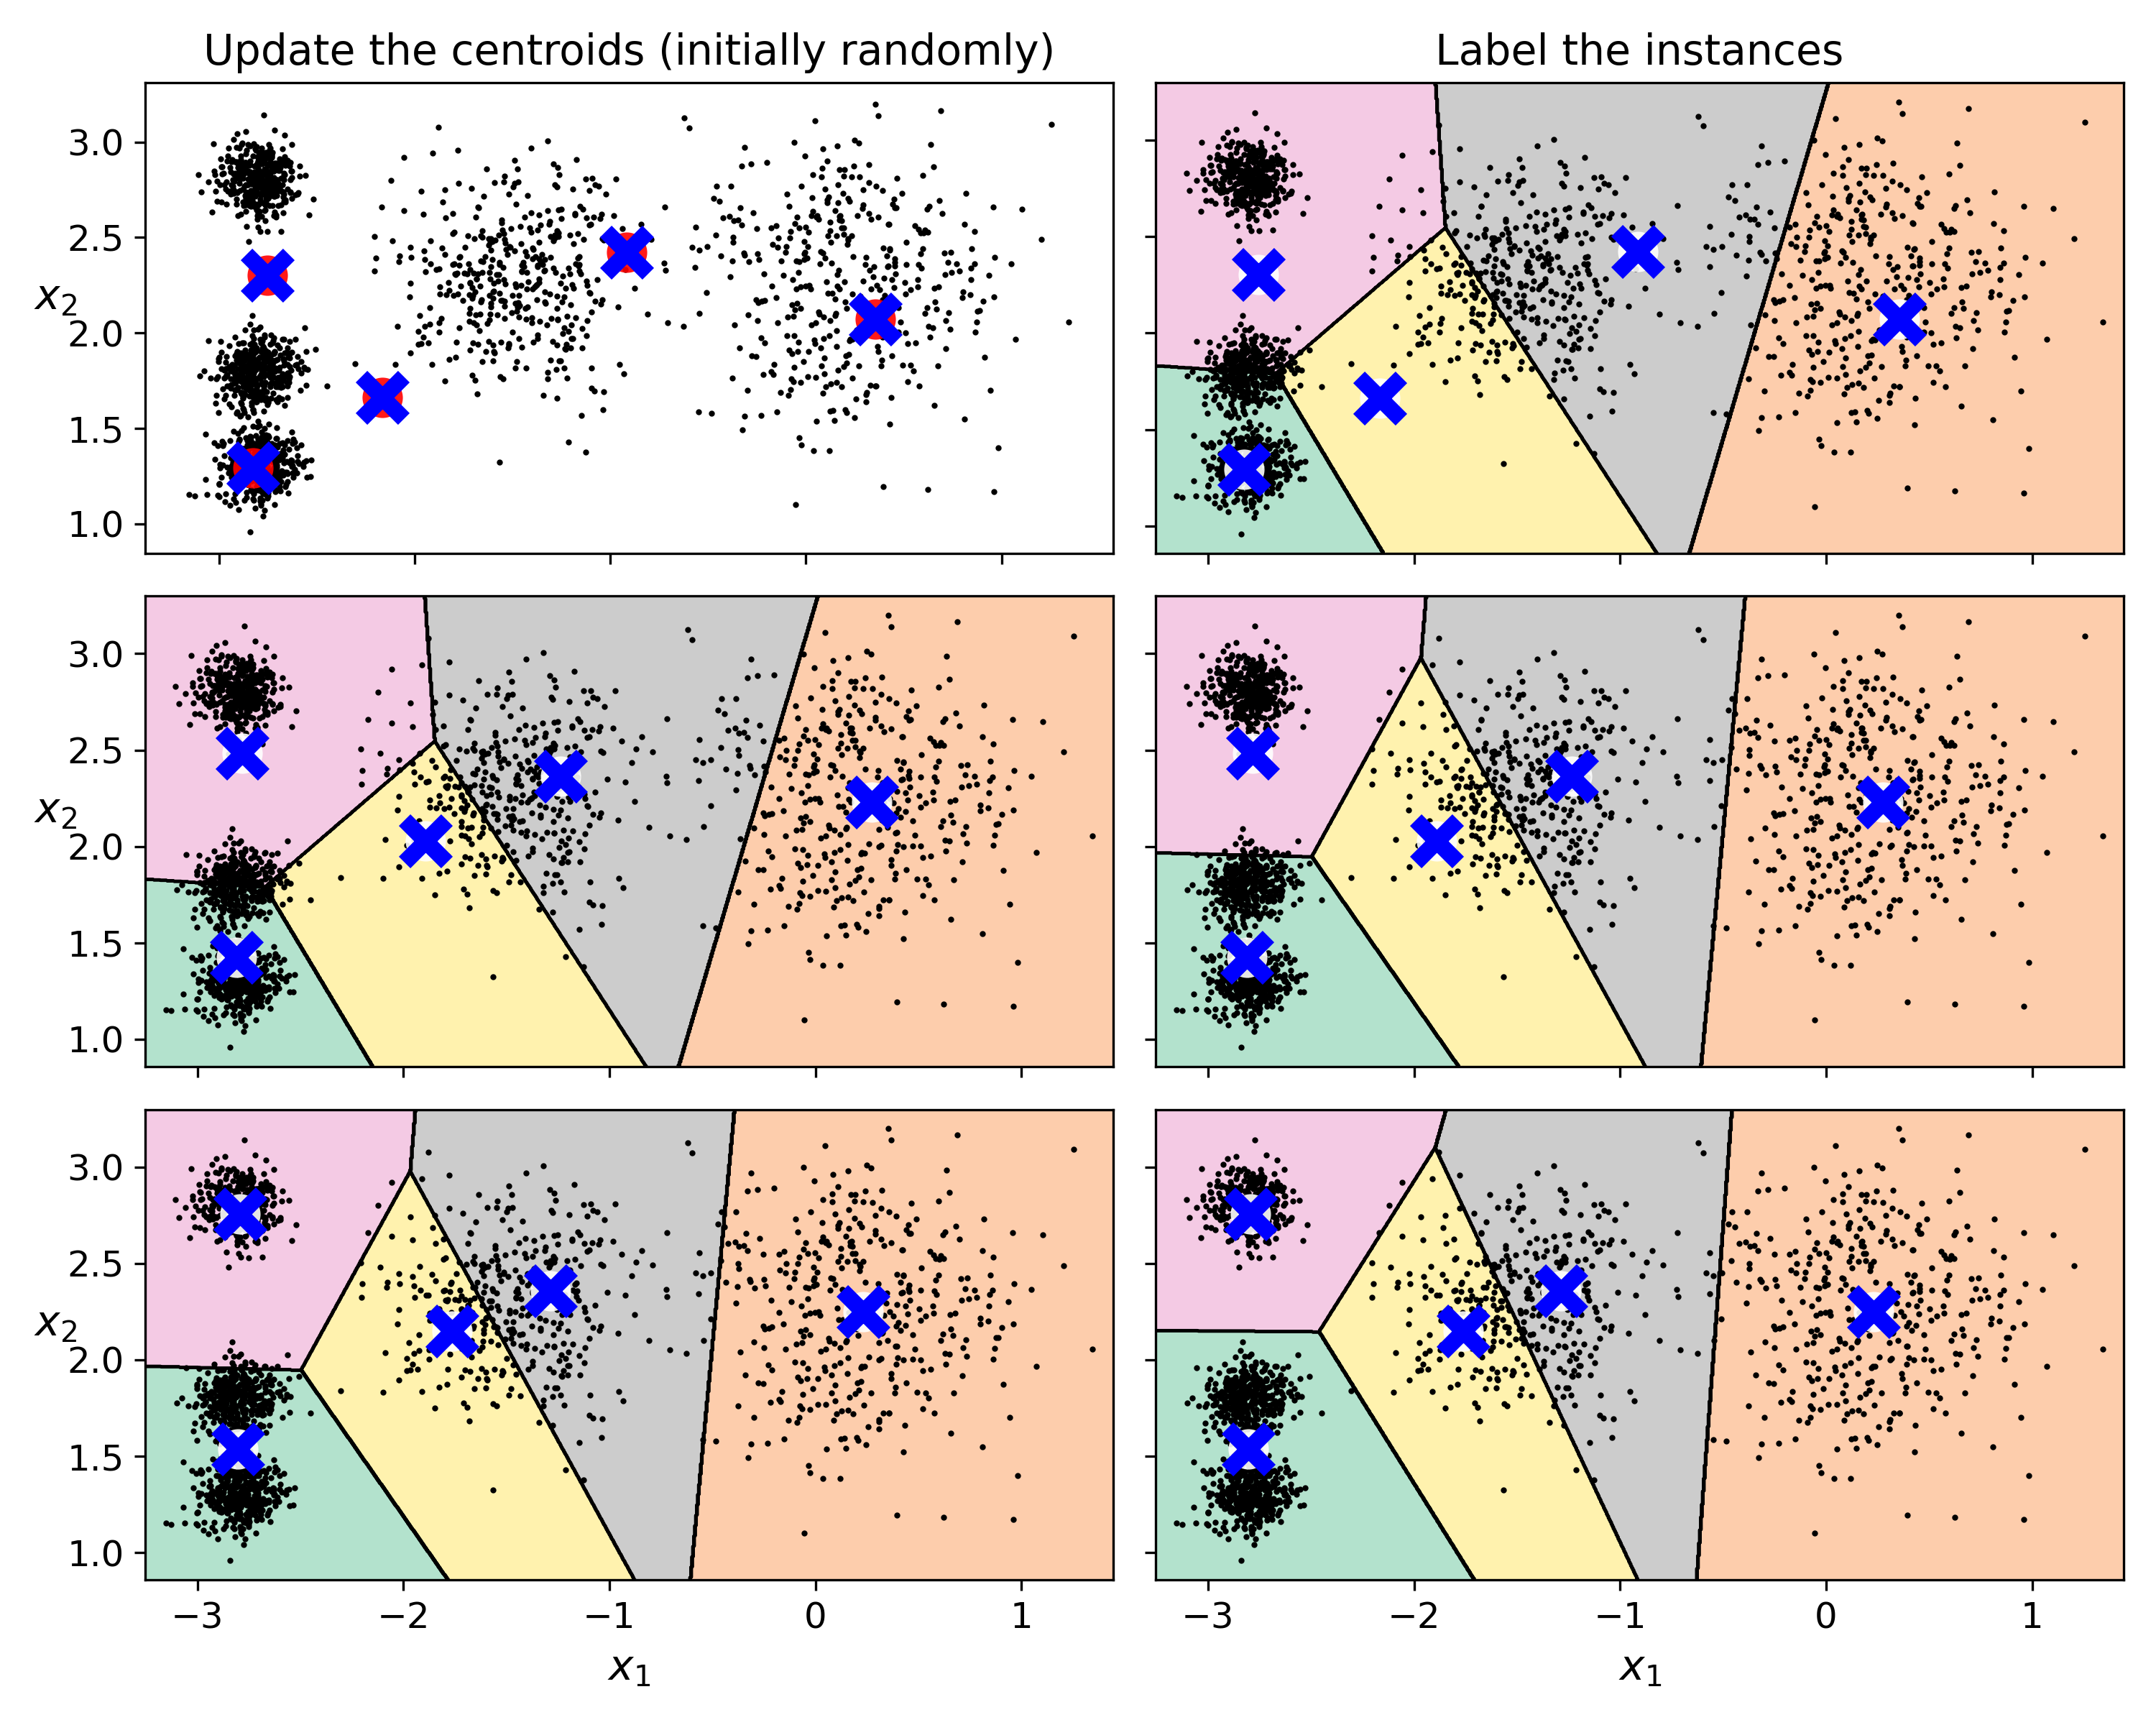 Update the centroids (initially randomly)
Label the instances
3.0
2.5
x₂
2.0
1.5
1.0
3.0
2.5
x₂
2.0
1.5
1.0
3.0
2.5
x₂
2.0
1.5
1.0
−3 −2 −1 0 1
−3 −2 −1 0 1
x₁
x₁